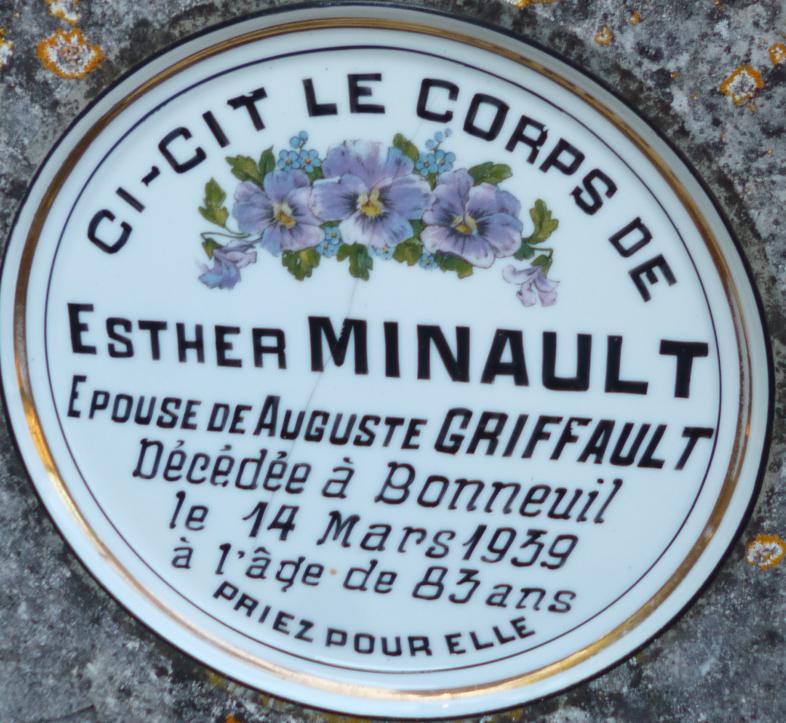 CI-CIT LE CORPS DE
ESTHER MINAULT
EPOUSE DE AUGUSTE GRIFFAULT
Décédée à Bonneuil
le 14 Mars 1939
à l'âge de 83 ans
PRIEZ POUR ELLE